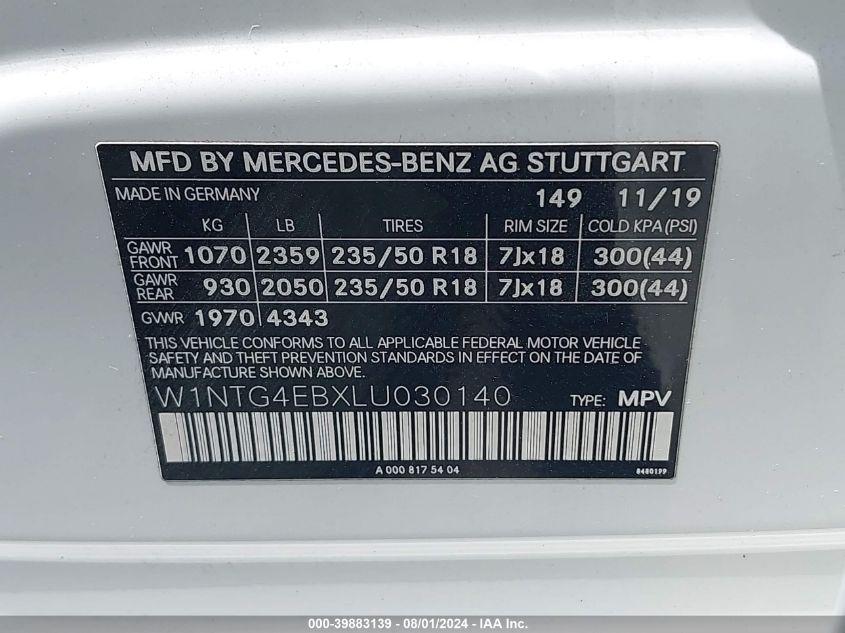 MFD BY MERCEDES-BENZ AG STUTTGART
MADE IN GERMANY 149 11/19
KG LB TIRES RIM SIZE COLD KPA(PSI)
GAWR FRONT 1070 2359 235/50 R18 7Jx18 300(44)
GAWR REAR 930 2050 235/50 R18 7Jx18 300(44)
GVWR 1970 4343
THIS VEHICLE CONFORMS TO ALL APPLICABLE FEDERAL MOTOR VEHICLE
SAFETY AND THEFT PREVENTION STANDARDS IN EFFECT ON THE DATE OF
MANUFACTURE SHOWN ABOVE.
W1NTG4EBXLU030140 TYPE: MPV
A 000 817 54 04 8480199
000-39883139 - 08/01/2024 - IAAI.COM